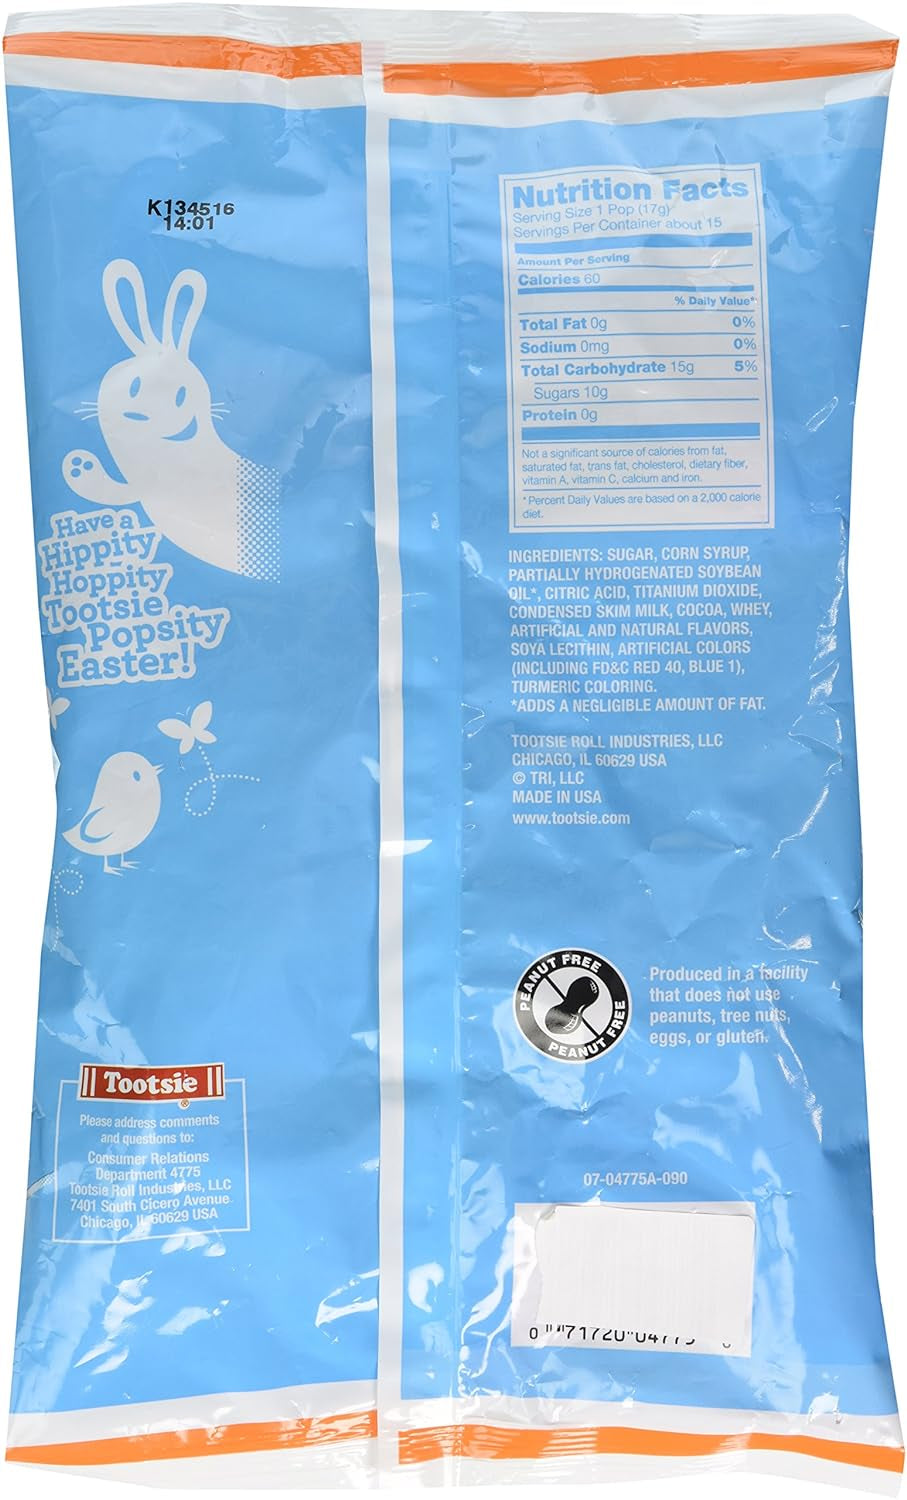 K134516
14:01
Have a
Hippity
-
Hoppity
Tootsie
Popsity
Easter!
Tootsie
®
Please address comments
and questions to:
Consumer Relations
Department 4775
Tootsie Roll Industries, LLC
7401 South Cicero Avenue
Chicago, IL 60629 USA
Nutrition Facts
Serving Size 1 Pop (17g)
Servings Per Container about 15
Amount Per Serving
Calories 60
% Daily Value*
Total Fat 0g 0%
Sodium 0mg 0%
Total Carbohydrate 15g 5%
Sugars 10g
Protein 0g
Not a significant source of calories from fat,
saturated fat, trans fat, cholesterol, dietary fiber,
vitamin A, vitamin C, calcium and iron.
*Percent Daily Values are based on a 2,000 calorie
diet.
INGREDIENTS: SUGAR, CORN SYRUP,
PARTIALLY HYDROGENATED SOYBEAN
OIL*, CITRIC ACID, TITANIUM DIOXIDE,
CONDENSED SKIM MILK, COCOA, WHEY,
ARTIFICIAL AND NATURAL FLAVORS,
SOYA LECITHIN, ARTIFICIAL COLORS
(INCLUDING FD&C RED 40, BLUE 1),
TURMERIC COLORING.
*ADDS A NEGLIGIBLE AMOUNT OF FAT.
TOOTSIE ROLL INDUSTRIES, LLC
CHICAGO, IL 60629 USA
© TRI, LLC
MADE IN USA
www.tootsie.com
PEANUT FREE
PEANUT FREE
Produced in a facility
that does not use
peanuts, tree nuts,
eggs, or gluten.
07-04775A-090
0 71720 04775